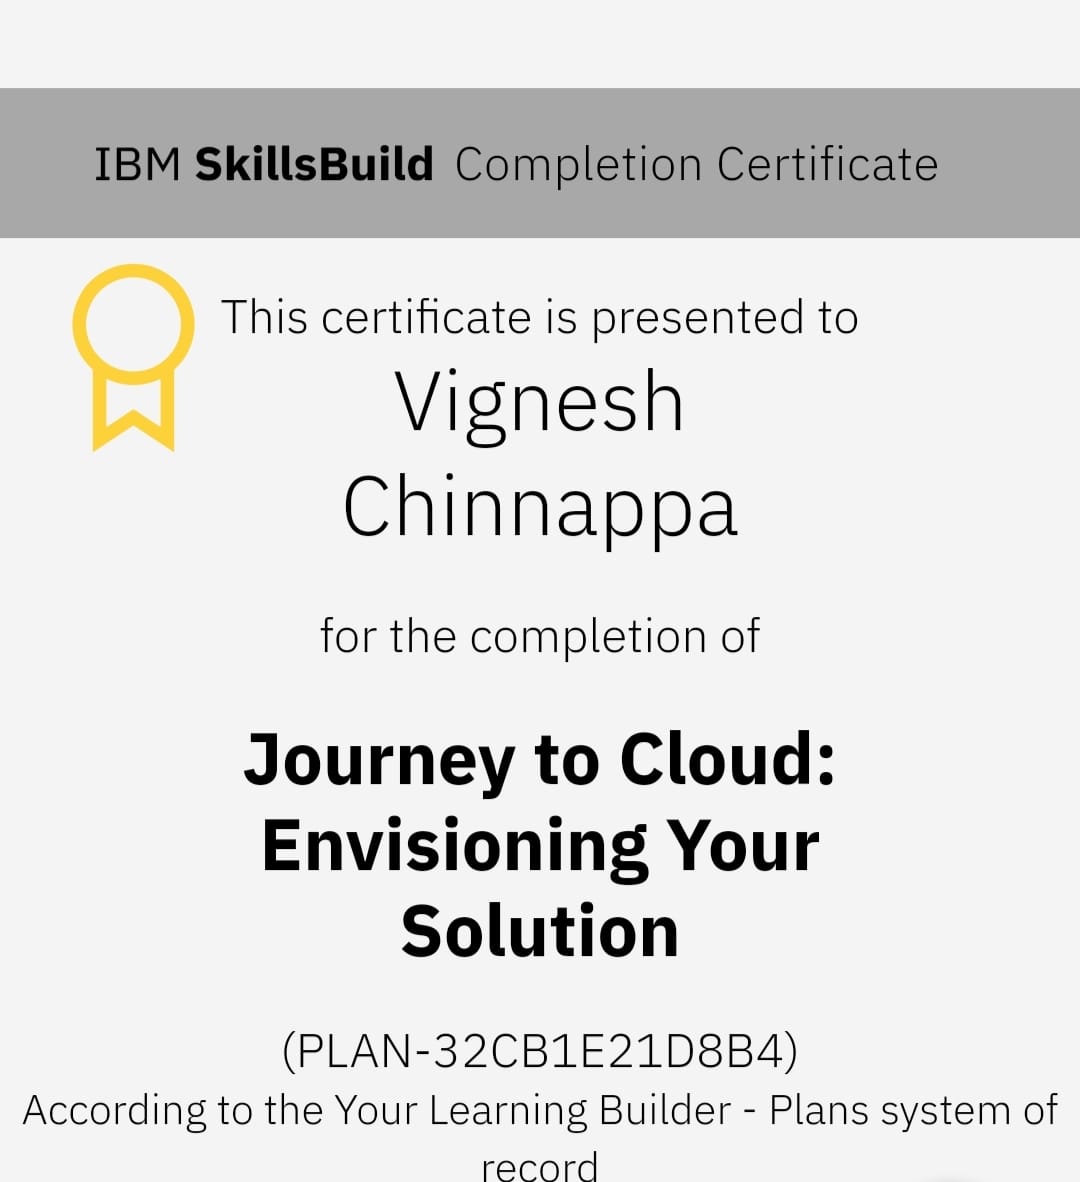 IBM SkillsBuild Completion Certificate
This certificate is presented to
Vignesh
Chinnappa
for the completion of
Journey to Cloud:
Envisioning Your
Solution
(PLAN-32CB1E21D8B4)
According to the Your Learning Builder - Plans system of
record